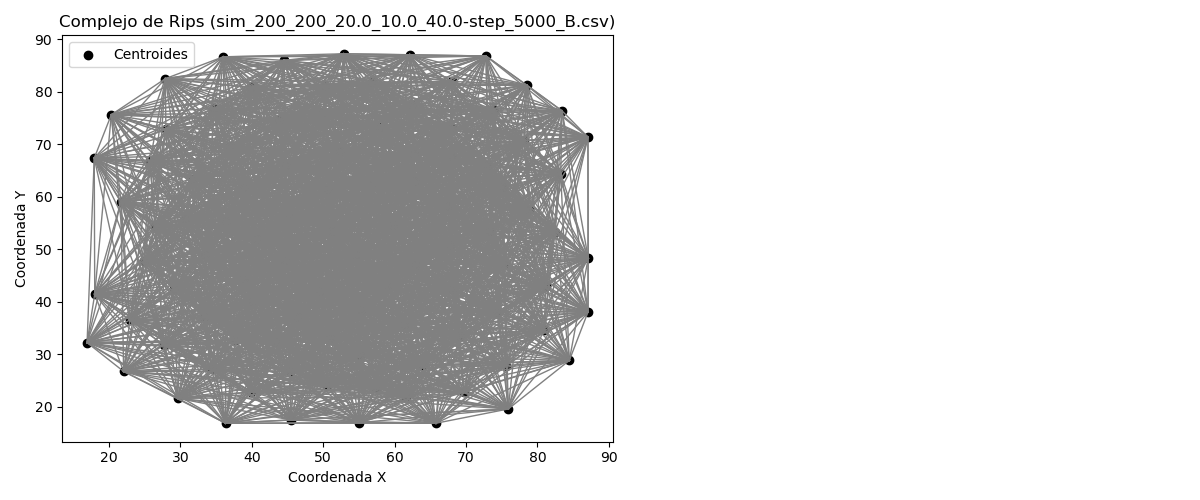 Complejo de Rips (sim_200_200_20.0_10.0_40.0-step_5000_B.csv)
Centroides
90
80
70
60
50
40
30
20
Coordenada Y
20 30 40 50 60 70 80 90
Coordenada X